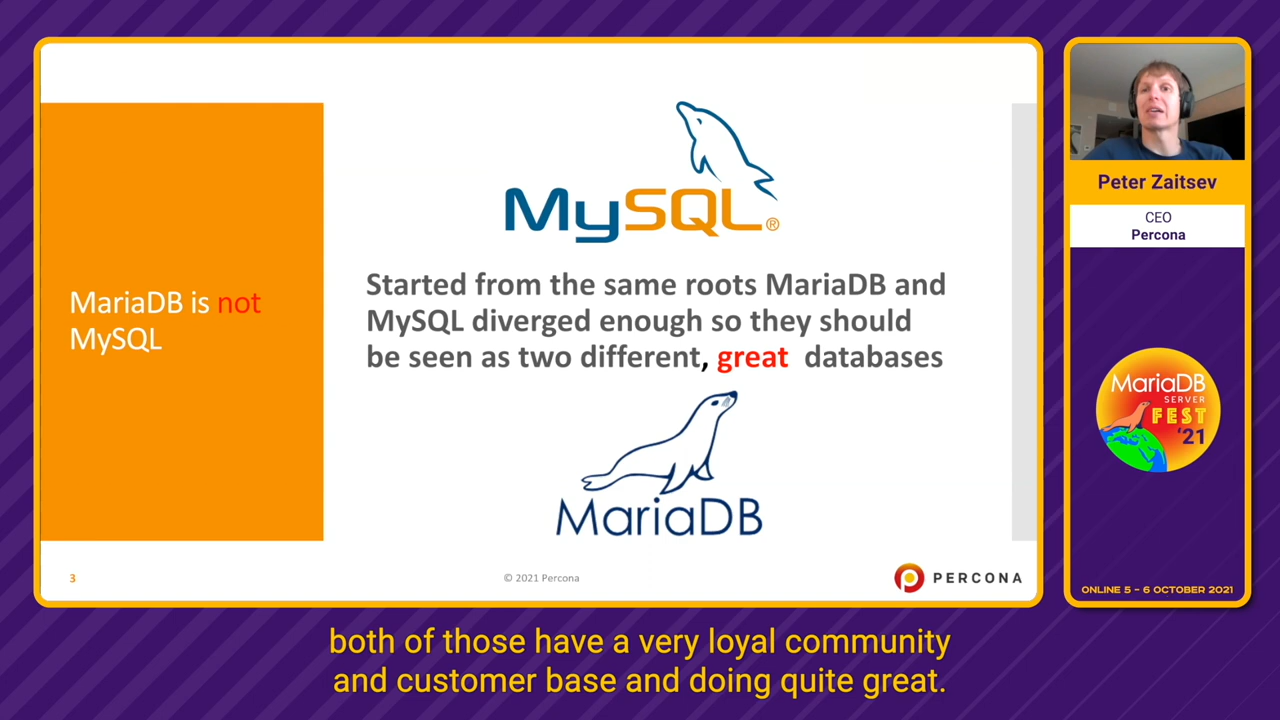 MariaDB is not
MySQL
MySQL®
Started from the same roots MariaDB and
MySQL diverged enough so they should
be seen as two different, great databases
MariaDB
3
© 2021 Percona
PERCONA
Peter Zaitsev
CEO
Percona
MariaDB
SERVER
FEST
'21
ONLINE 5 – 6 OCTOBER 2021
both of those have a very loyal community
and customer base and doing quite great.